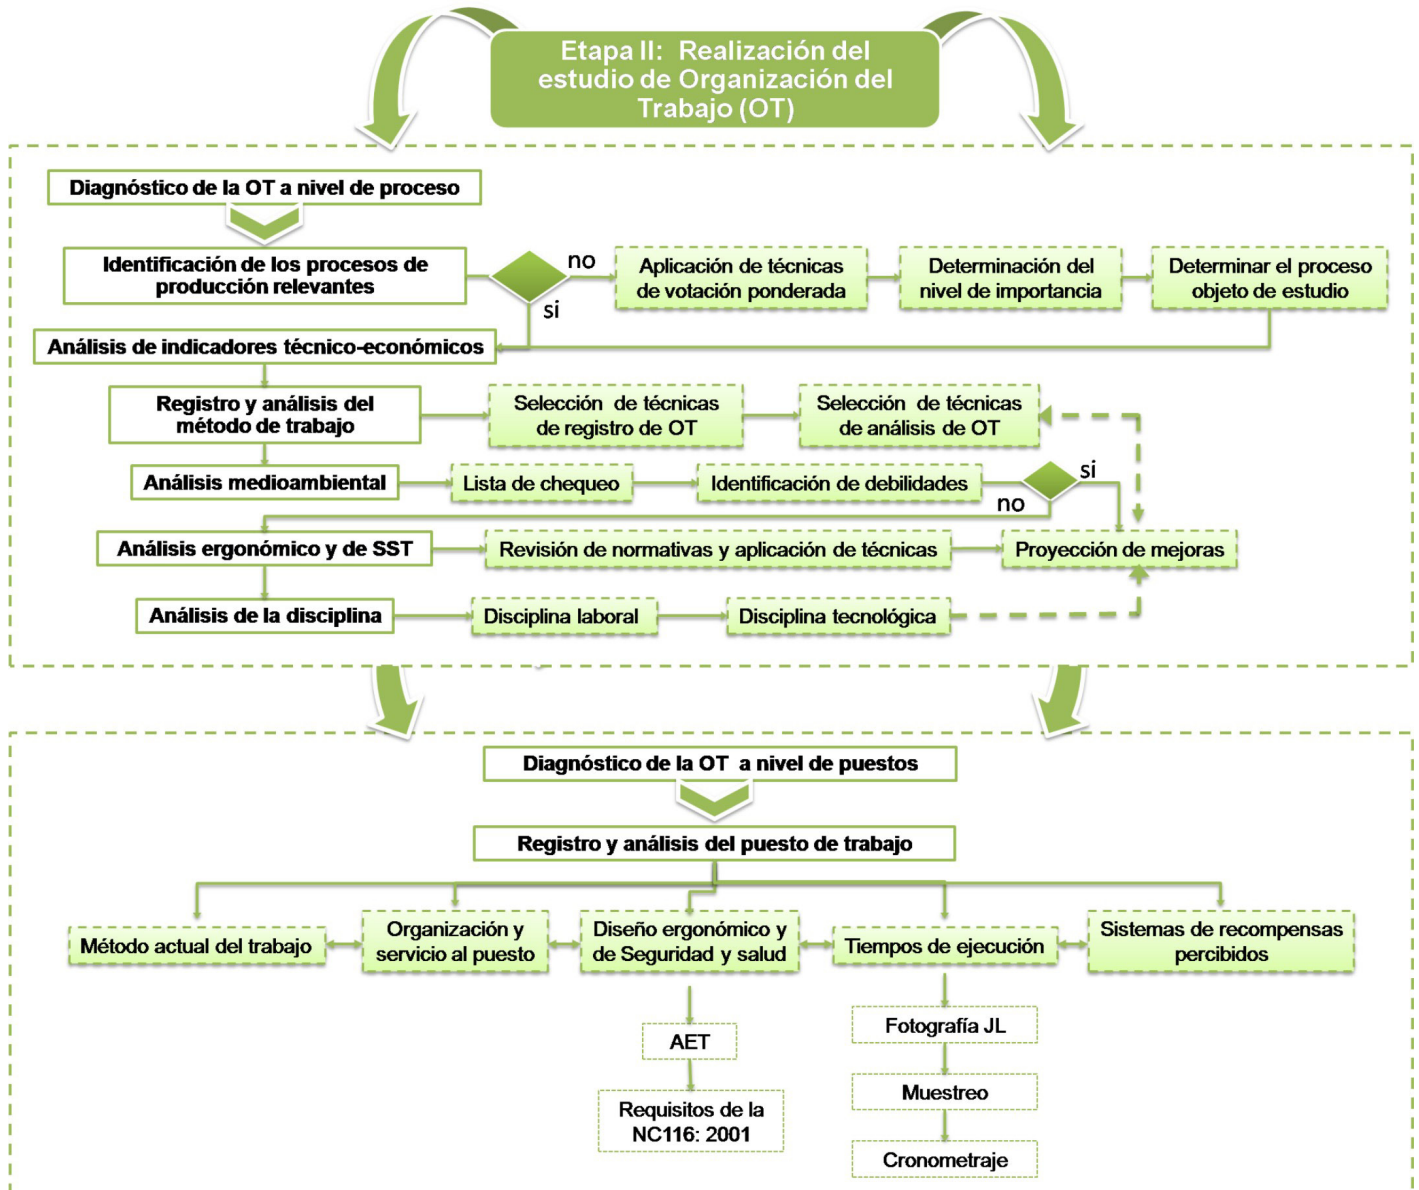 Etapa II: Realización del
estudio de Organización del
Trabajo (OT)
Diagnóstico de la OT a nivel de proceso
Identificación de los procesos de
producción relevantes
no
si
Aplicación de técnicas
de votación ponderada
Determinación del
nivel de importancia
Determinar el proceso
objeto de estudio
Análisis de indicadores técnico-económicos
Registro y análisis del
método de trabajo
Selección de técnicas
de registro de OT
Selección de técnicas
de análisis de OT
Análisis medioambiental
Lista de chequeo
Identificación de debilidades
si
no
Análisis ergonómico y de SST
Revisión de normativas y aplicación de técnicas
Proyección de mejoras
Análisis de la disciplina
Disciplina laboral
Disciplina tecnológica
Diagnóstico de la OT a nivel de puestos
Registro y análisis del puesto de trabajo
Método actual del trabajo
Organización y
servicio al puesto
Diseño ergonómico y
de Seguridad y salud
Tiempos de ejecución
Sistemas de recompensas
percibidos
AET
Requisitos de la
NC116: 2001
Fotografía JL
Muestreo
Cronometraje